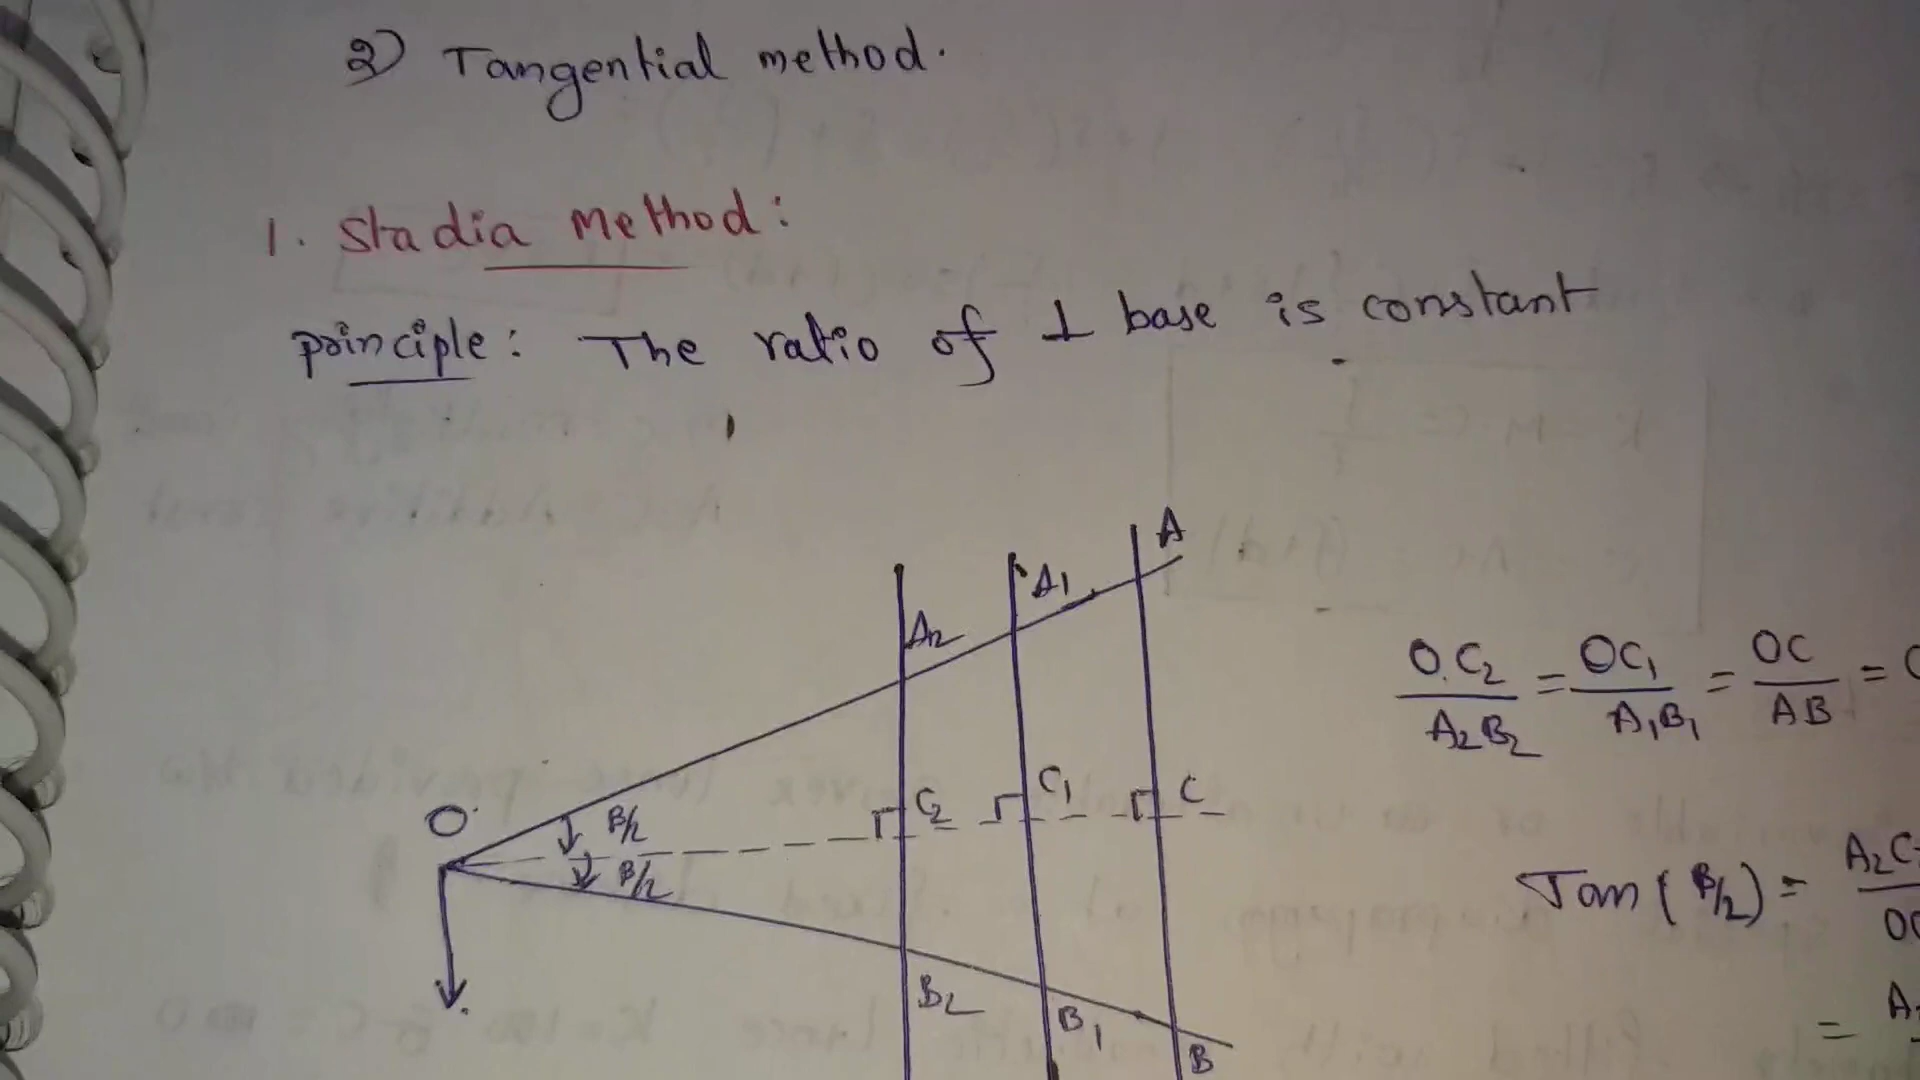 2) Tangential method.
1. Stadia Method:
principle: The ratio of ⊥ base is constant
A
A1
A2
OC2/A2B2 = OC1/A1B1 = OC/AB =
C2
C1
C
O
β/2
β/2
Tan (β/2) =
B2
B1
B
=